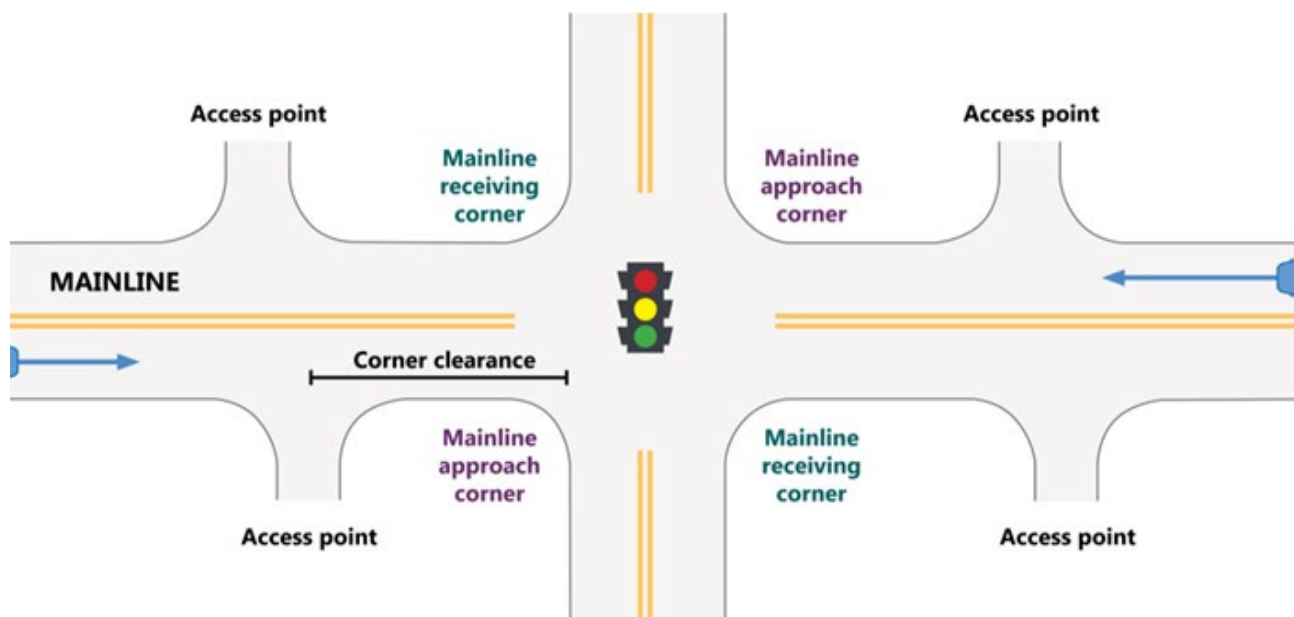 Access point
Access point
Mainline
receiving
corner
Mainline
approach
corner
MAINLINE
Corner clearance
Mainline
approach
corner
Mainline
receiving
corner
Access point
Access point